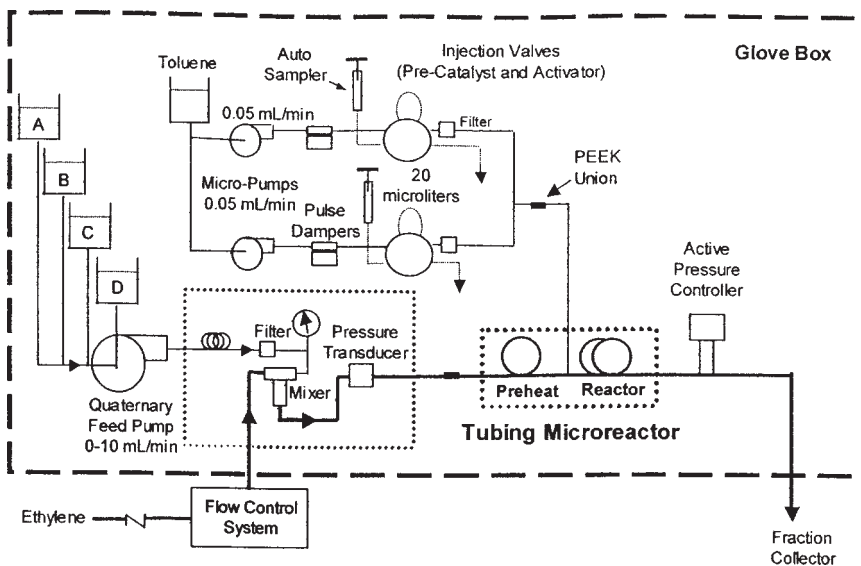 Glove Box
Toluene
Auto
Sampler
Injection Valves
(Pre-Catalyst and Activator)
0.05 mL/min
Filter
A
B
C
D
Micro-Pumps
0.05 mL/min
Pulse
Dampers
20
microliters
PEEK
Union
Active
Pressure
Controller
Filter
Pressure
Transducer
Mixer
Quaternary
Feed Pump
0-10 mL/min
Preheat
Reactor
Tubing Microreactor
Ethylene
Flow Control
System
Fraction
Collector